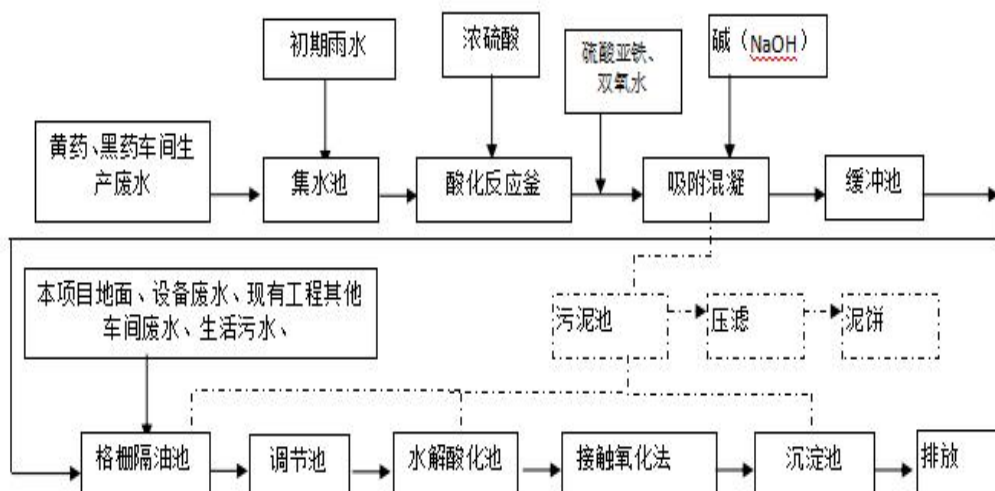 初期雨水
浓硫酸
硫酸亚铁、
双氧水
碱（NaOH）
黄药、黑药车间生
产废水
集水池
酸化反应釜
吸附混凝
缓冲池
本项目地面、设备废水、现有工程其他
车间废水、生活污水、
污泥池
压滤
泥饼
格栅隔油池
调节池
水解酸化池
接触氧化法
沉淀池
排放